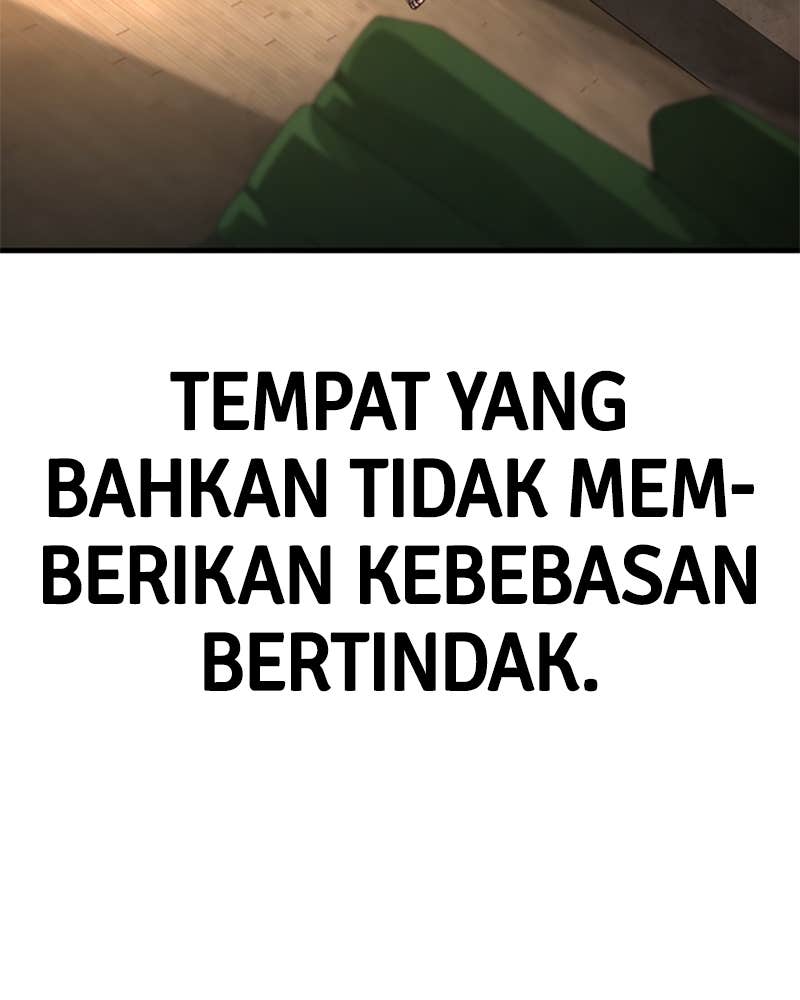 TEMPAT YANG
BAHKAN TIDAK MEM-
BERIKAN KEBEBASAN
BERTINDAK.